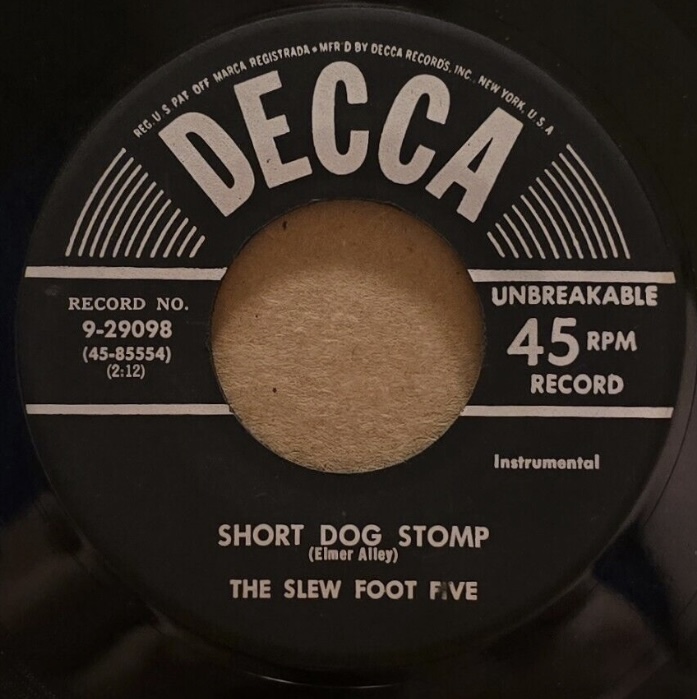 REG. U.S. PAT. OFF. MARCA REGISTRADA • MFR'D BY DECCA RECORDS, INC., NEW YORK, U.S.A
DECCA
RECORD NO.
9-29098
(45-85554)
(2:12)
UNBREAKABLE
45 RPM
RECORD
Instrumental
SHORT DOG STOMP
(Elmer Alley)
THE SLEW FOOT FIVE